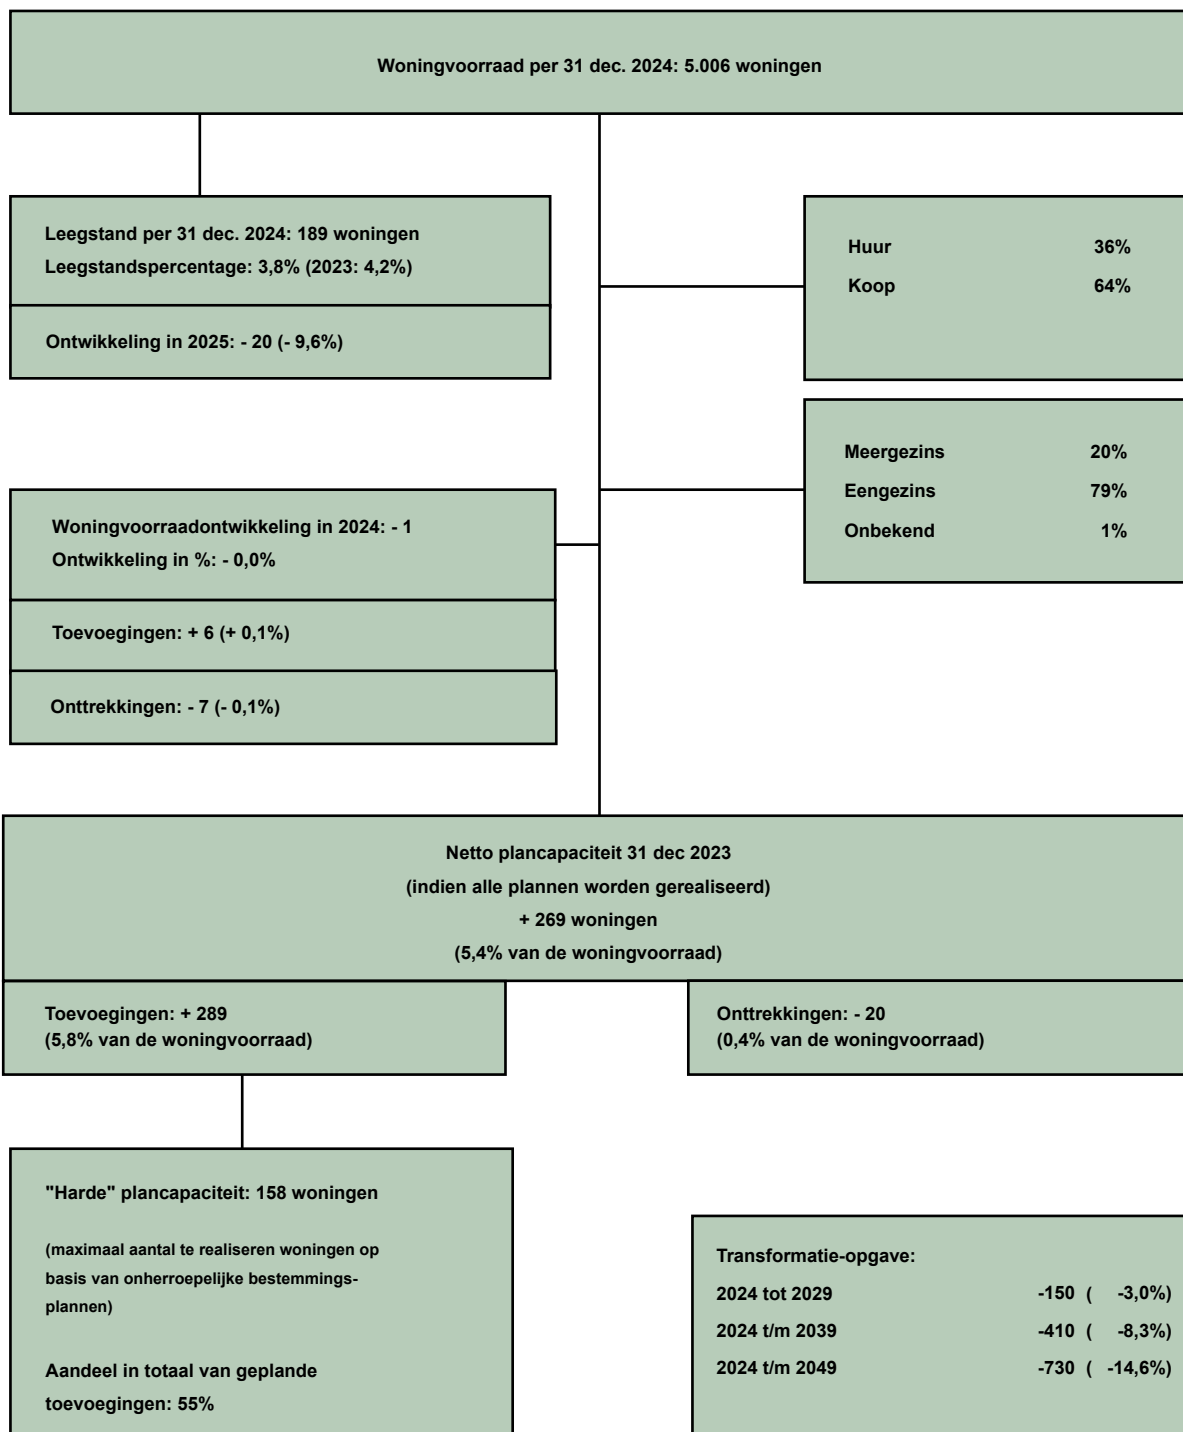 Woningvoorraad per 31 dec. 2024: 5.006 woningen
Leegstand per 31 dec. 2024: 189 woningen
Leegstandspercentage: 3,8% (2023: 4,2%)
Ontwikkeling in 2025: - 20 (- 9,6%)
Huur 36%
Koop 64%
Meergezins 20%
Eengezins 79%
Onbekend 1%
Woningvoorraadontwikkeling in 2024: - 1
Ontwikkeling in %: - 0,0%
Toevoegingen: + 6 (+ 0,1%)
Onttrekkingen: - 7 (- 0,1%)
Netto plancapaciteit 31 dec 2023
(indien alle plannen worden gerealiseerd)
+ 269 woningen
(5,4% van de woningvoorraad)
Toevoegingen: + 289
(5,8% van de woningvoorraad)
Onttrekkingen: - 20
(0,4% van de woningvoorraad)
"Harde" plancapaciteit: 158 woningen
(maximaal aantal te realiseren woningen op
basis van onherroepelijke bestemmings-
plannen)
Aandeel in totaal van geplande
toevoegingen: 55%
Transformatie-opgave:
2024 tot 2029 -150 ( -3,0%)
2024 t/m 2039 -410 ( -8,3%)
2024 t/m 2049 -730 ( -14,6%)